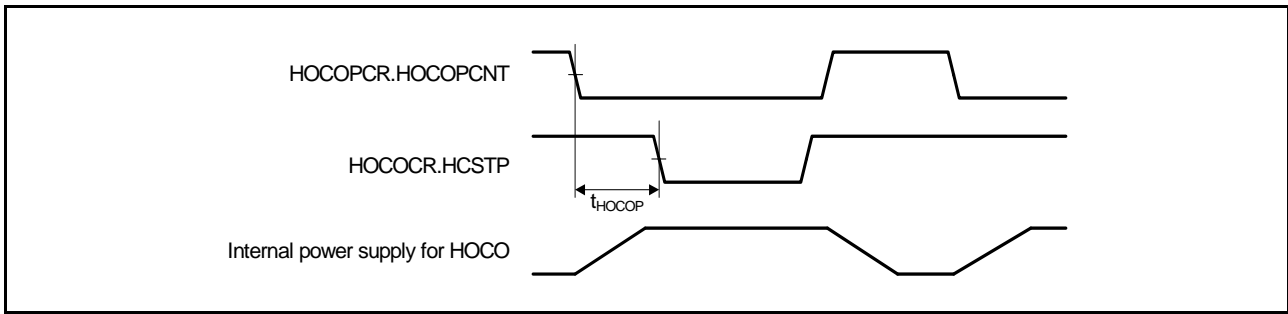 HOCOPCR.HOCOPCNT
HOCOCR.HCSTP
tHOCOP
Internal power supply for HOCO